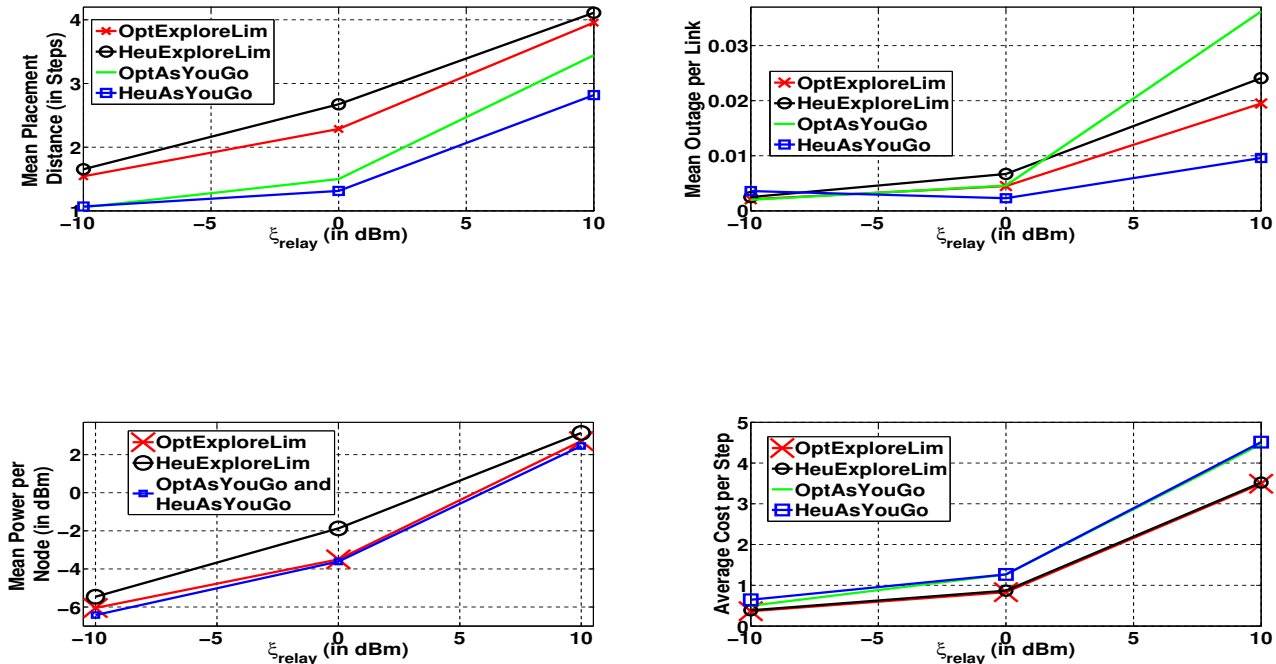 Mean Placement
Distance (in Steps)
4
3
2
1
OptExploreLim
HeuExploreLim
OptAsYouGo
HeuAsYouGo
−10
−5
0
5
10
ξrelay (in dBm)
Mean Outage per Link
0.03
0.02
0.01
0
OptExploreLim
HeuExploreLim
OptAsYouGo
HeuAsYouGo
−10
−5
0
5
10
ξrelay (in dBm)
Mean Power per
Node (in dBm)
2
0
−2
−4
−6
OptExploreLim
HeuExploreLim
OptAsYouGo and
HeuAsYouGo
−10
−5
0
5
10
ξrelay (in dBm)
Average Cost per Step
5
4
3
2
1
0
OptExploreLim
HeuExploreLim
OptAsYouGo
HeuAsYouGo
−10
−5
0
5
10
ξrelay (in dBm)